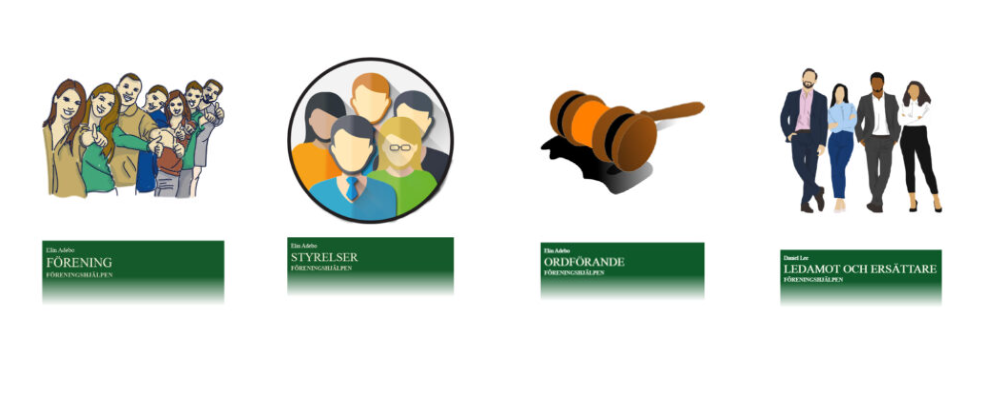 Elin Adebo
FÖRENING
FÖRENINGSHJÄLPEN
Elin Adebo
STYRELSER
FÖRENINGSHJÄLPEN
Elin Adebo
ORDFÖRANDE
FÖRENINGSHJÄLPEN
Daniel Lee
LEDAMOT OCH ERSÄTTARE
FÖRENINGSHJÄLPEN